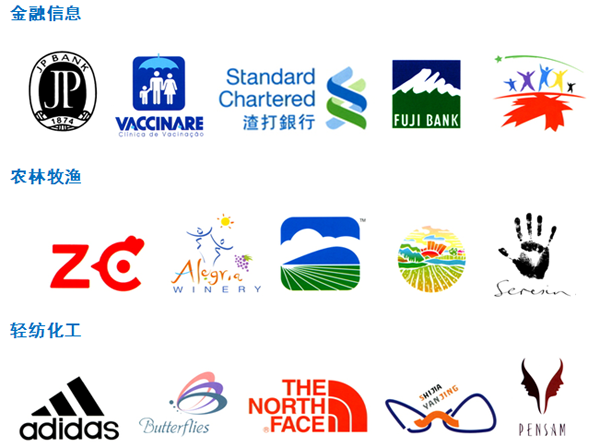 金融信息
JP BANK
JP
1874
VACCINARE
Clínica de Vacinação
Standard
Chartered
渣打銀行
FUJI BANK
农林牧渔
ZC
Alegria
WINERY
TM
Seresin
轻纺化工
adidas
Butterflies
THE
NORTH
FACE
SHIJIA
YANJING
PENSAM